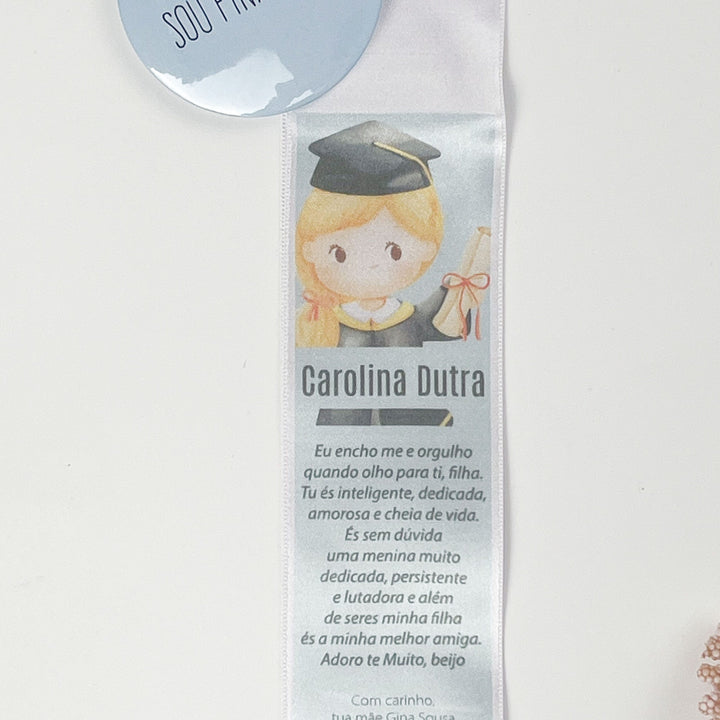 SOU
Carolina Dutra
Eu encho me e orgulho
quando olho para ti, filha.
Tu és inteligente, dedicada,
amorosa e cheia de vida.
És sem dúvida
uma menina muito
dedicada, persistente
e lutadora e além
de seres minha filha
és a minha melhor amiga.
Adoro te Muito, beijo
Com carinho,
tua mãe Gina Sousa